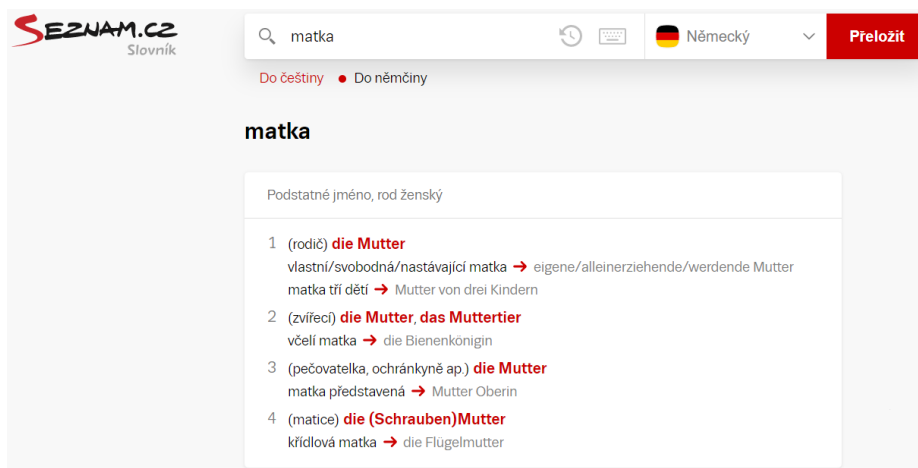 SEZNAM.CZ
Slovník
matka
Německý
Přeložit
Do češtiny ● Do němčiny
matka
Podstatné jméno, rod ženský
1 (rodič) die Mutter
vlastní/svobodná/nastávající matka → eigene/alleinerziehende/werdende Mutter
matka tří dětí → Mutter von drei Kindern
2 (zvířecí) die Mutter, das Muttertier
včelí matka → die Bienenkönigin
3 (pečovatelka, ochránkyně ap.) die Mutter
matka představená → Mutter Oberin
4 (matice) die (Schrauben)Mutter
křídlová matka → die Flügelmutter